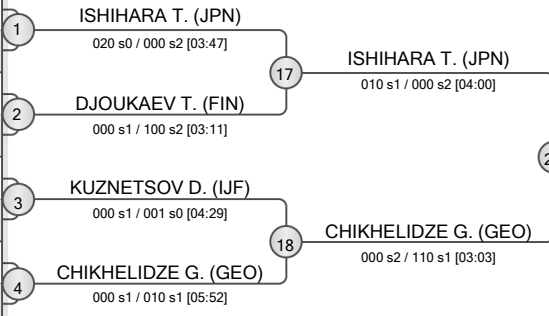 1
ISHIHARA T. (JPN)
020 s0 / 000 s2 [03:47]
17
ISHIHARA T. (JPN)
010 s1 / 000 s2 [04:00]
2
DJOUKAEV T. (FIN)
000 s1 / 100 s2 [03:11]
3
KUZNETSOV D. (IJF)
000 s1 / 001 s0 [04:29]
18
CHIKHELIDZE G. (GEO)
000 s2 / 110 s1 [03:03]
4
CHIKHELIDZE G. (GEO)
000 s1 / 010 s1 [05:52]